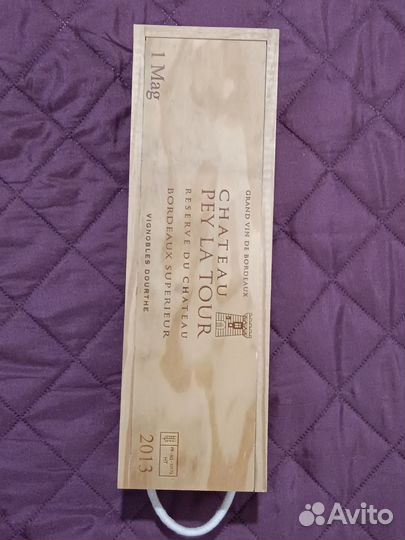 1 Mag
GRAND VIN DE BORDEAUX
CHATEAU
PEY LA TOUR
RESERVE DU CHATEAU
BORDEAUX SUPERIEUR
VIGNOBLES DOURTHE
2013
HT
Avito